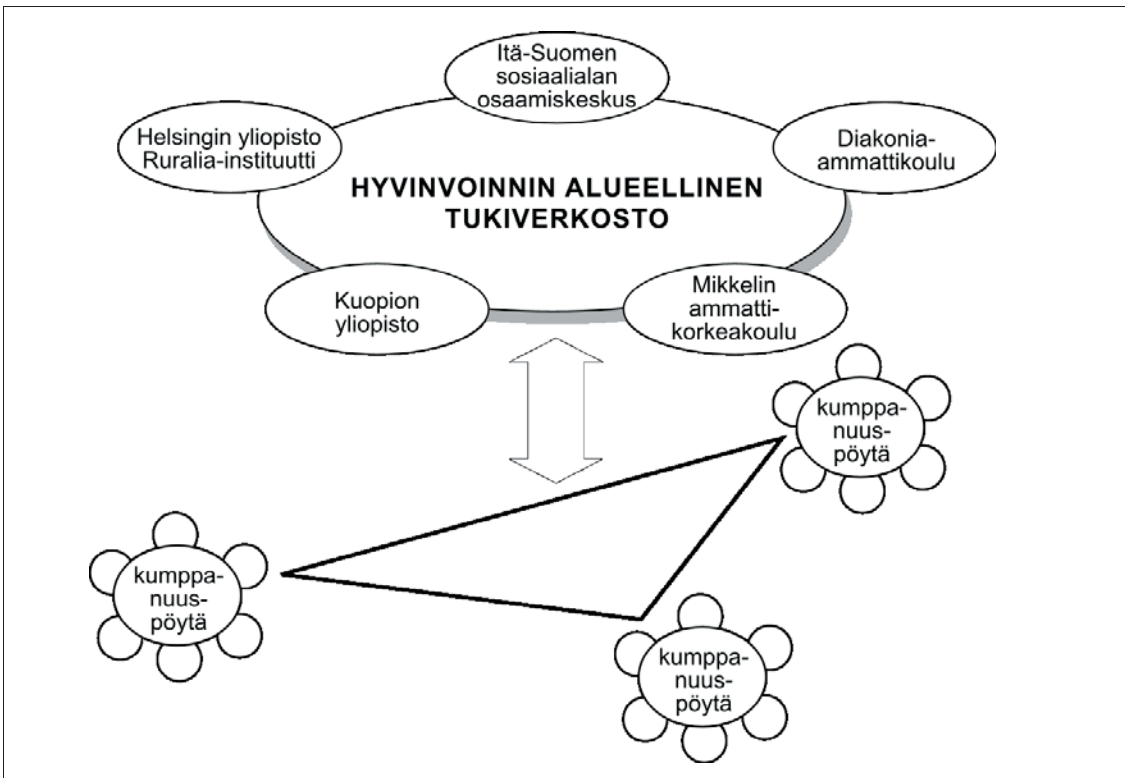 Itä-Suomen
sosiaalialan
osaamiskeskus
Helsingin yliopisto
Ruralia-instituutti
Diakonia-
ammattikoulu
HYVINVOINNIN ALUEELLINEN
TUKIVERKOSTO
Kuopion
yliopisto
Mikkelin
ammatti-
korkeakoulu
kumppa-
nuus-
pöytä
kumppa-
nuus-
pöytä
kumppa-
nuus-
pöytä